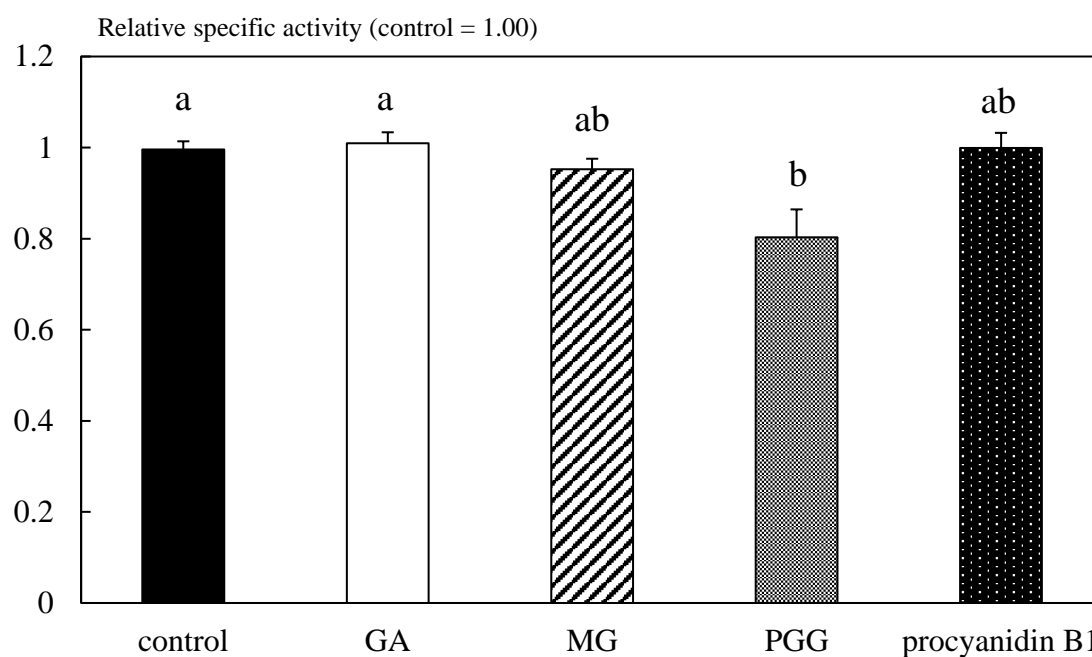 Relative specific activity (control = 1.00)
1.2
a
a
ab
b
ab
1
0.8
0.6
0.4
0.2
0
control GA MG PGG procyanidin B1